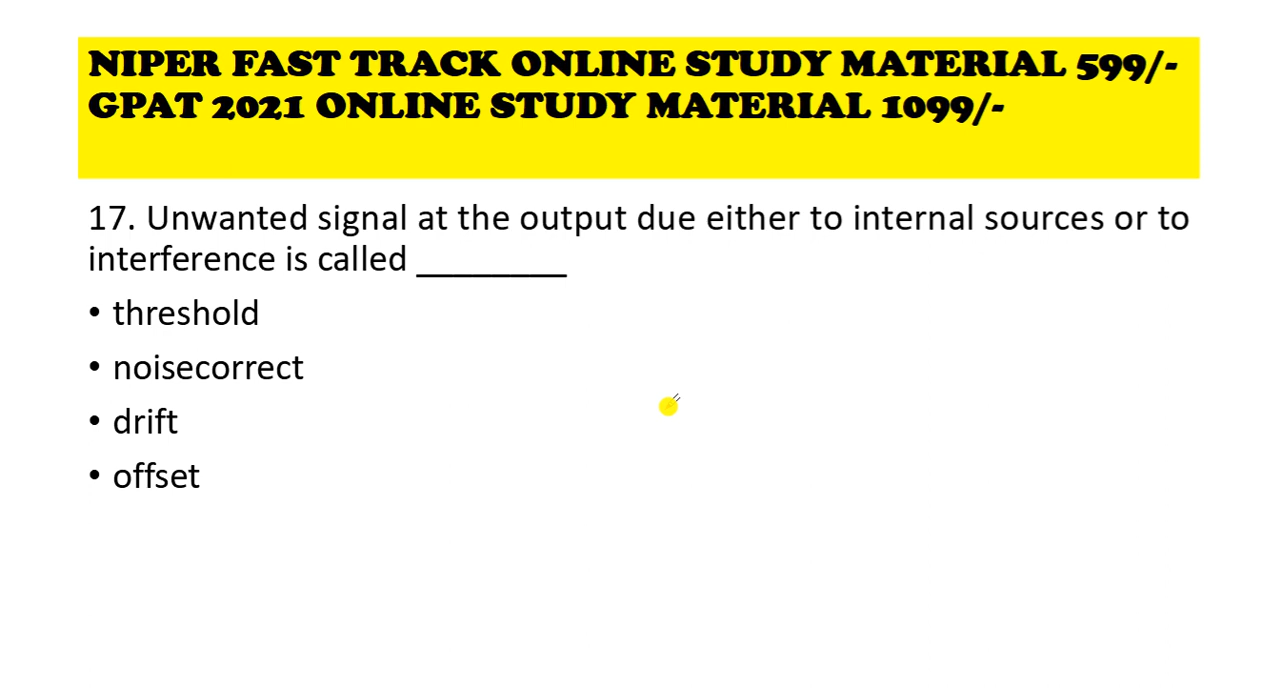 NIPER FAST TRACK ONLINE STUDY MATERIAL 599/-
GPAT 2021 ONLINE STUDY MATERIAL 1099/-
17. Unwanted signal at the output due either to internal sources or to
interference is called ________
• threshold
• noisecorrect
• drift
• offset